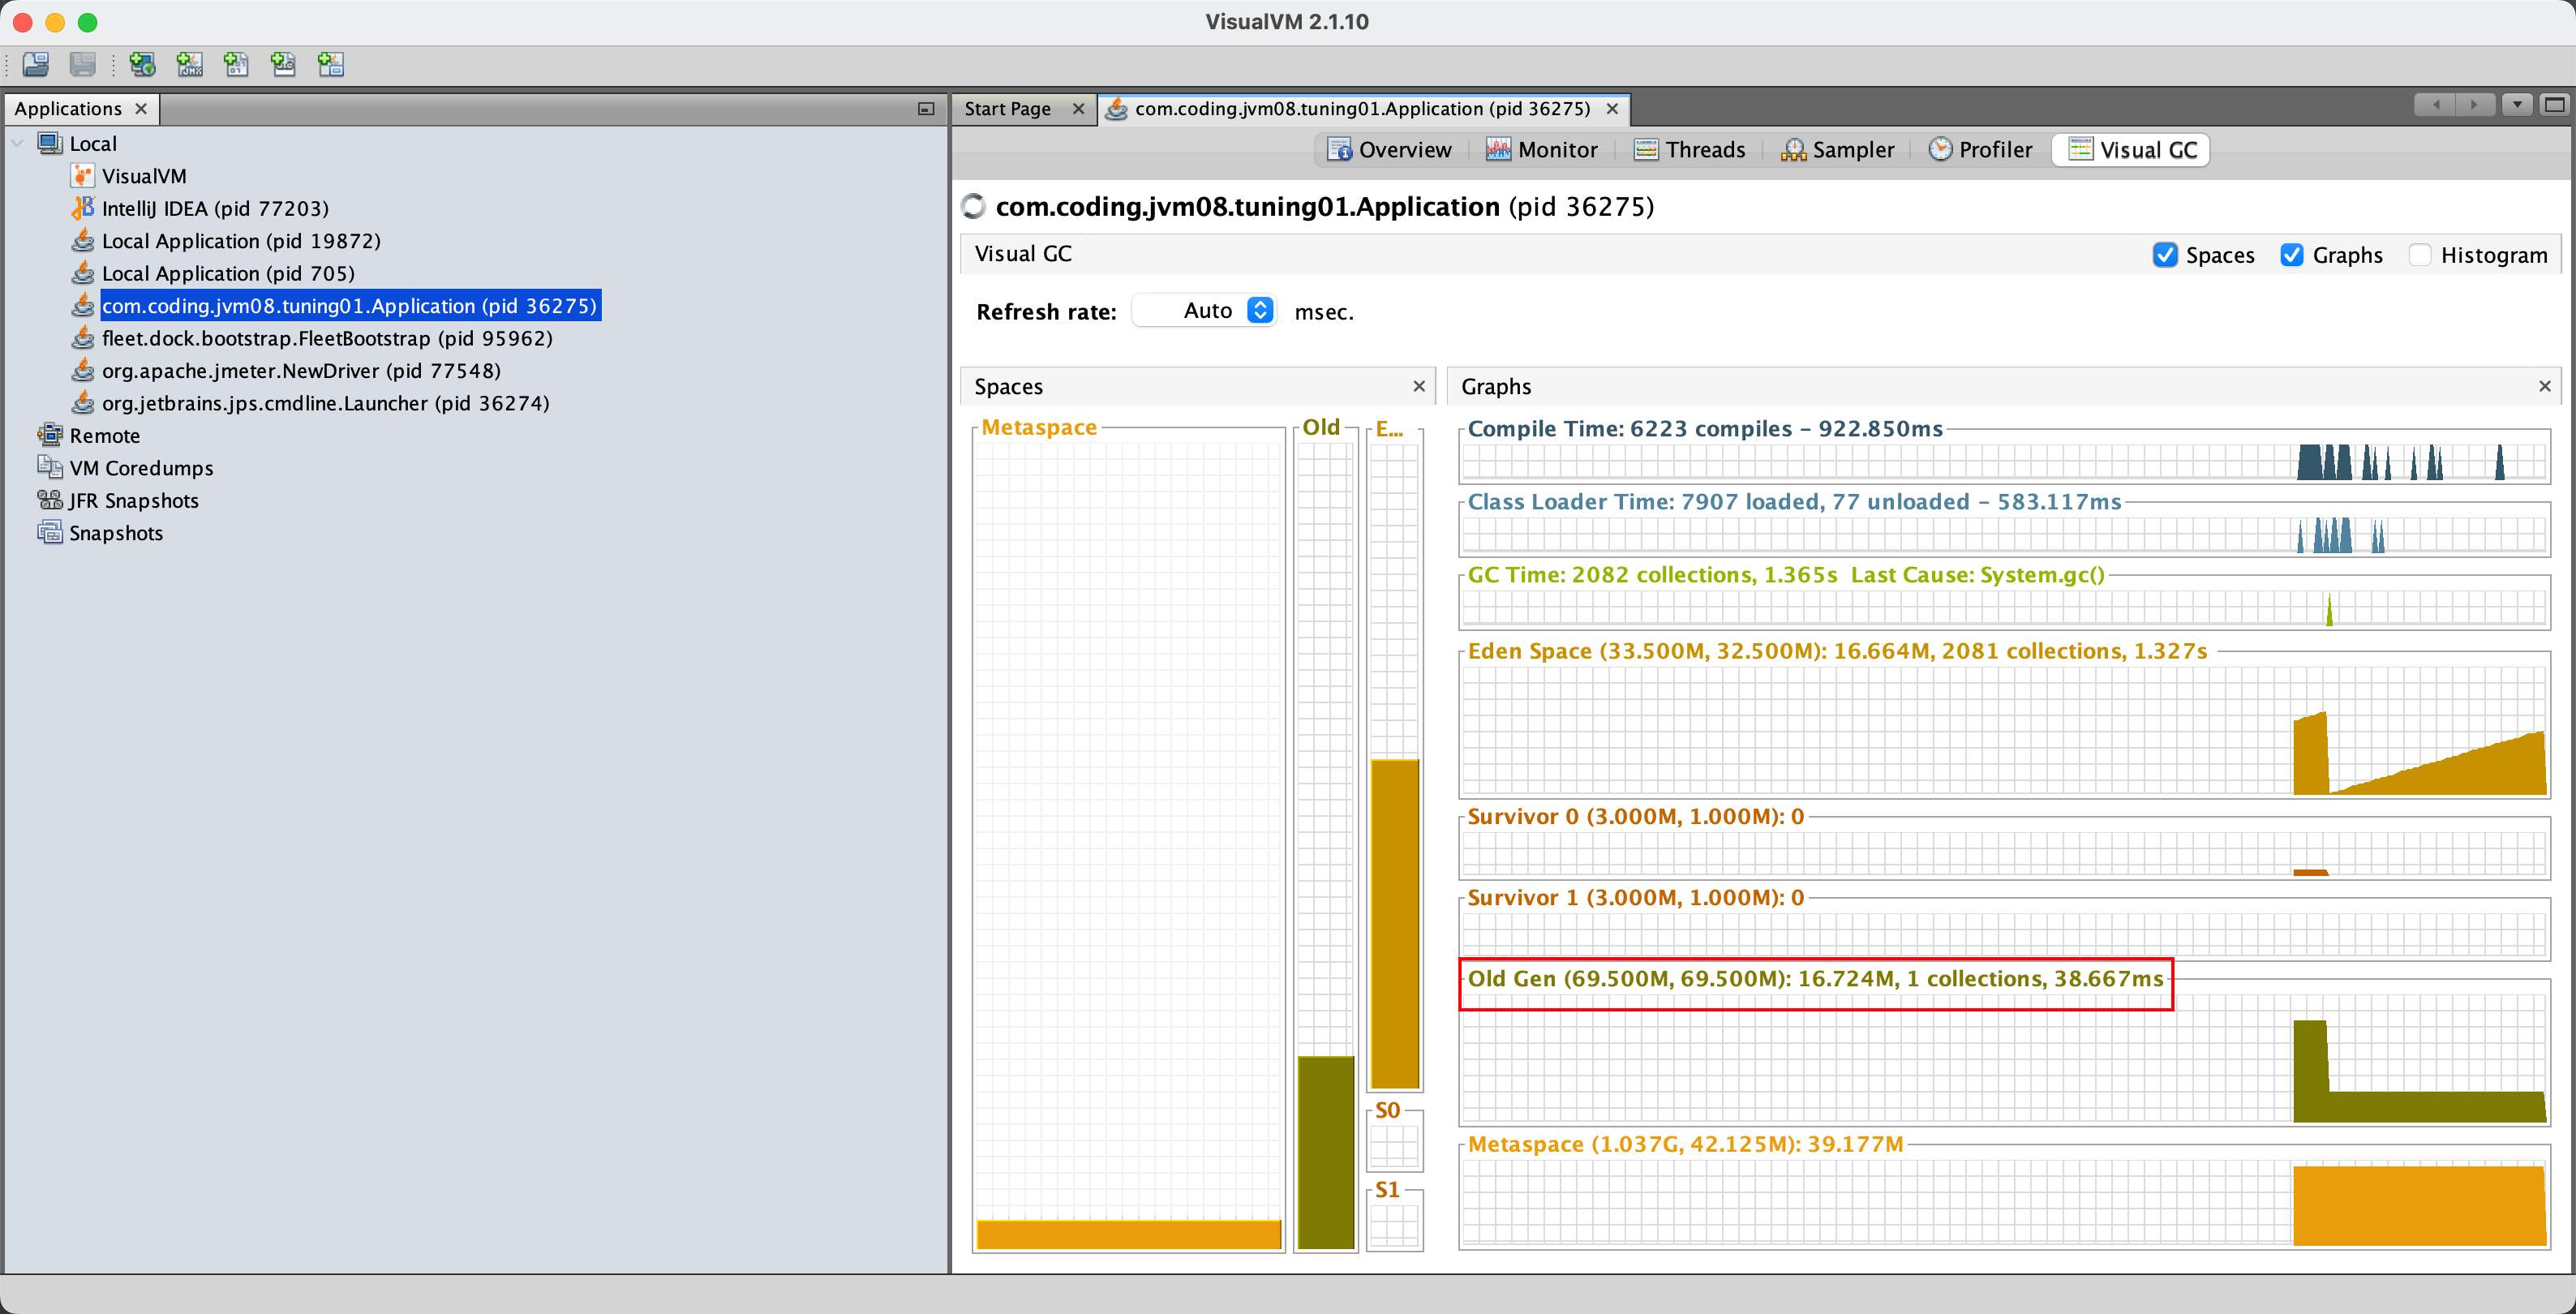 VisualVM 2.1.10
Applications
Start Page
com.coding.jvm08.tuning01.Application (pid 36275)
Local
VisualVM
IntelliJ IDEA (pid 77203)
Local Application (pid 19872)
Local Application (pid 705)
com.coding.jvm08.tuning01.Application (pid 36275)
fleet.dock.bootstrap.FleetBootstrap (pid 95962)
org.apache.jmeter.NewDriver (pid 77548)
org.jetbrains.jps.cmdline.Launcher (pid 36274)
Remote
VM Coredumps
JFR Snapshots
Snapshots
Overview
Monitor
Threads
Sampler
Profiler
Visual GC
com.coding.jvm08.tuning01.Application (pid 36275)
Visual GC
Spaces
Graphs
Histogram
Refresh rate: Auto msec.
Spaces
Metaspace
Old
E...
S0
S1
Graphs
Compile Time: 6223 compiles - 922.850ms
Class Loader Time: 7907 loaded, 77 unloaded - 583.117ms
GC Time: 2082 collections, 1.365s Last Cause: System.gc()
Eden Space (33.500M, 32.500M): 16.664M, 2081 collections, 1.327s
Survivor 0 (3.000M, 1.000M): 0
Survivor 1 (3.000M, 1.000M): 0
Old Gen (69.500M, 69.500M): 16.724M, 1 collections, 38.667ms
Metaspace (1.037G, 42.125M): 39.177M